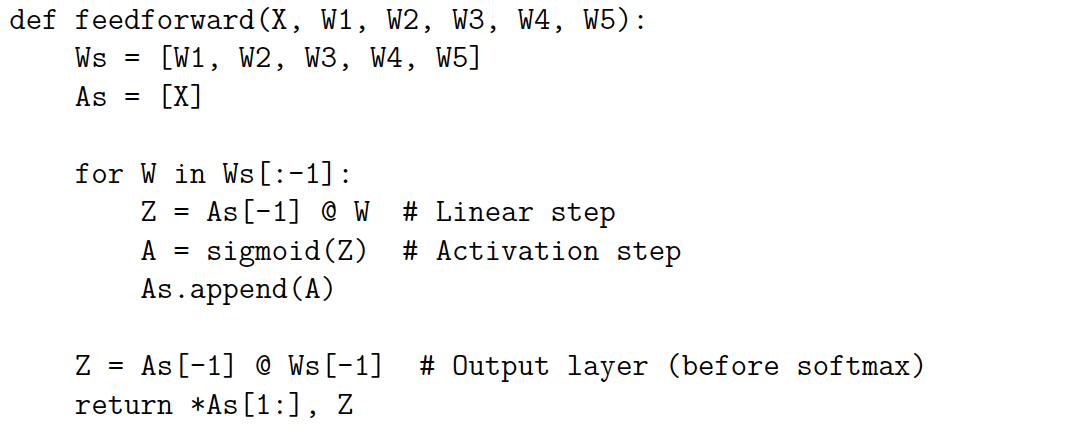 def feedforward(X, W1, W2, W3, W4, W5):
    Ws = [W1, W2, W3, W4, W5]
    As = [X]

    for W in Ws[:-1]:
        Z = As[-1] @ W  # Linear step
        A = sigmoid(Z)  # Activation step
        As.append(A)

    Z = As[-1] @ Ws[-1]  # Output layer (before softmax)
    return *As[1:], Z